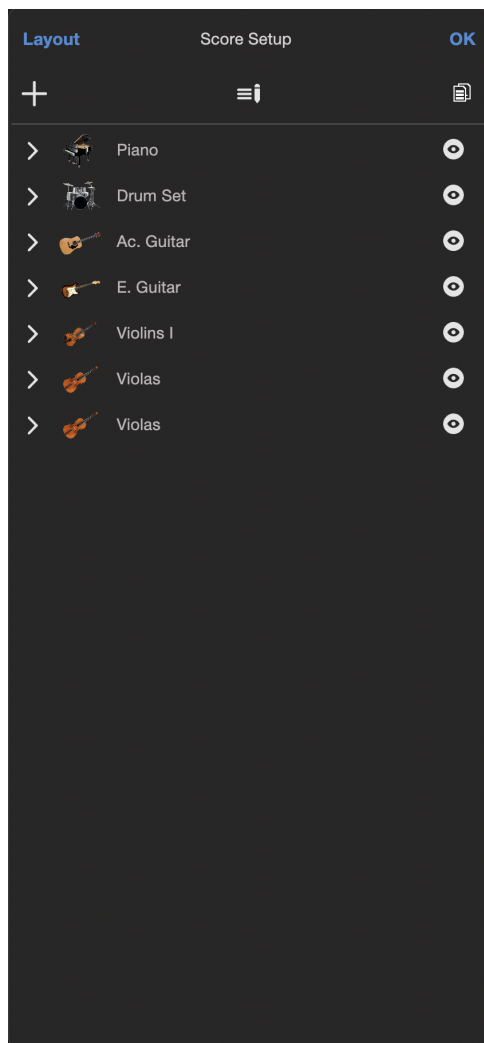 Layout Score Setup OK
Piano
Drum Set
Ac. Guitar
E. Guitar
Violins I
Violas
Violas